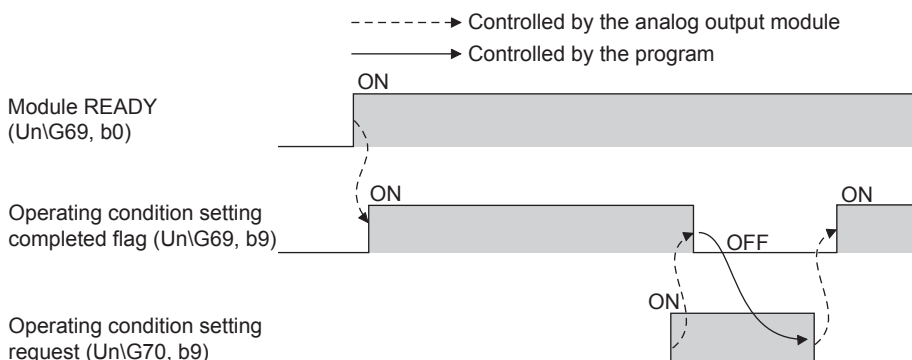 Controlled by the analog output module
Controlled by the program
ON
Module READY
(Un\G69, b0)
ON
ON
Operating condition setting
completed flag (Un\G69, b9)
OFF
ON
Operating condition setting
request (Un\G70, b9)